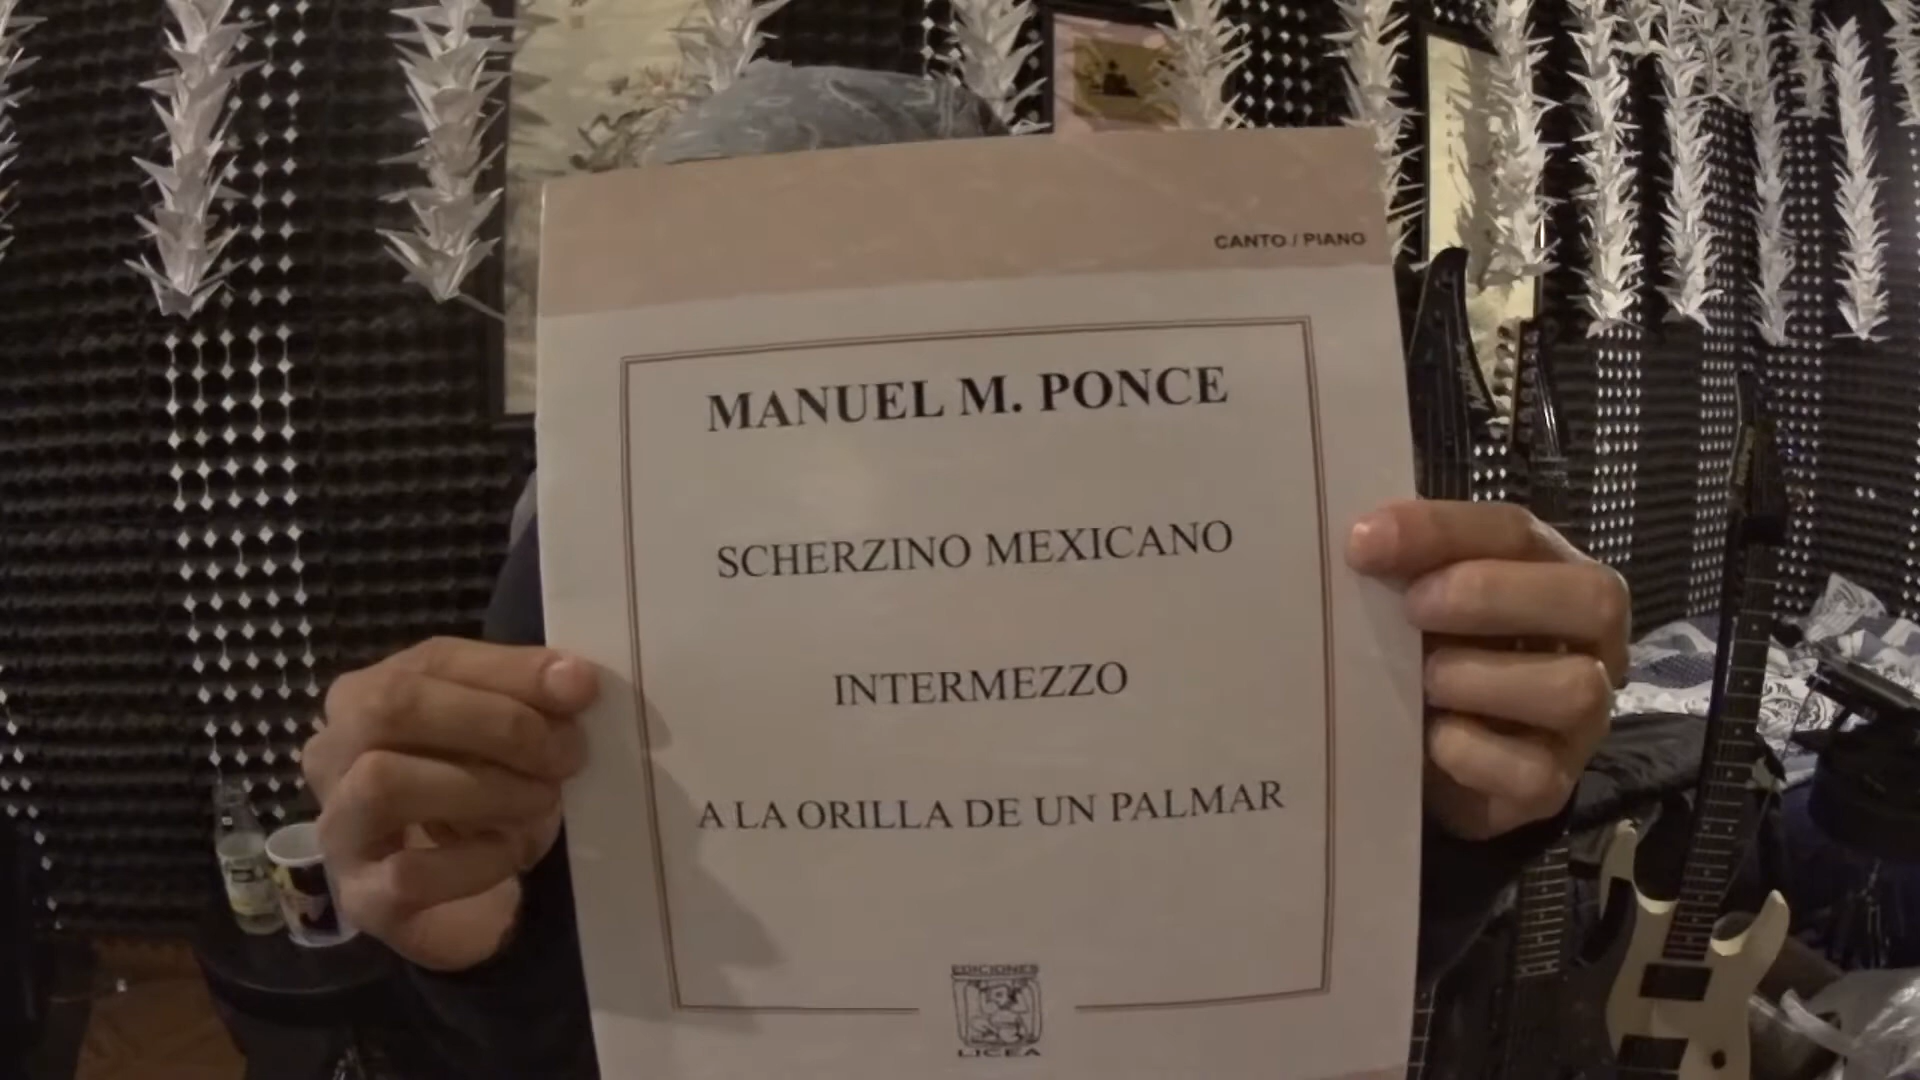 CANTO / PIANO
MANUEL M. PONCE
SCHERZINO MEXICANO
INTERMEZZO
A LA ORILLA DE UN PALMAR
EDICIONES
LICEA